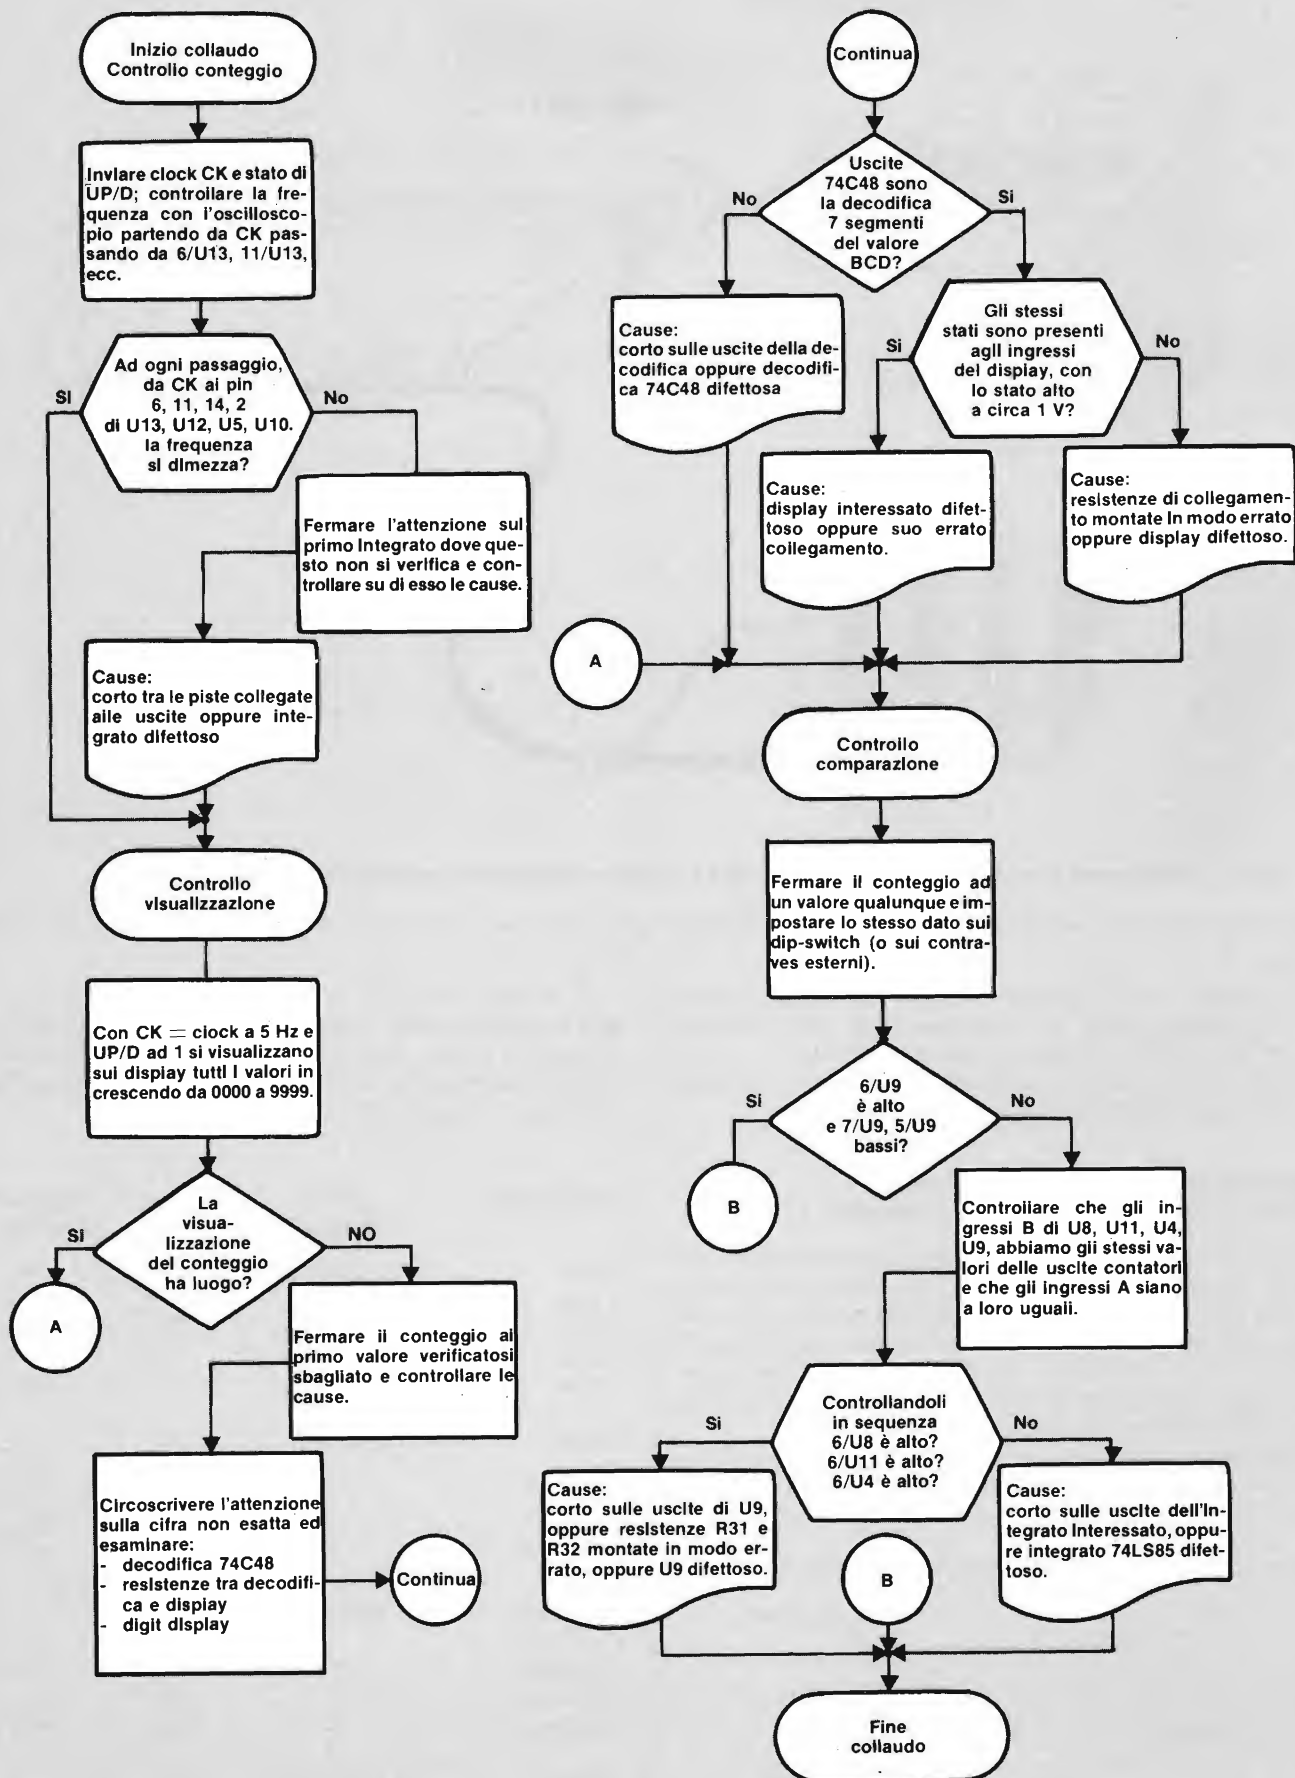 Inizio collaudo
Controllo conteggio
Inviare clock CK e stato di
UP/D; controllare la fre-
quenza con l'oscillosco-
pio partendo da CK pas-
sando da 6/U13, 11/U13,
ecc.
Ad ogni passaggio,
da CK ai pin
6, 11, 14, 2
di U13, U12, U5, U10.
la frequenza
si dimezza?
SI
No
Fermare l'attenzione sul
primo Integrato dove que-
sto non si verifica e con-
trollare su di esso le cause.
Cause:
corto tra le piste collegate
alle uscite oppure inte-
grato difettoso
Controllo
visualizzazione
Con CK = clock a 5 Hz e
UP/D ad 1 si visualizzano
sui display tutti i valori in
crescendo da 0000 a 9999.
La
visua-
lizzazione
del conteggio
ha luogo?
SI
NO
A
Fermare il conteggio al
primo valore verificatosi
sbagliato e controllare le
cause.
Circoscrivere l'attenzione
sulla cifra non esatta ed
esaminare:
- decodifica 74C48
- resistenze tra decodifi-
ca e display
- digit display
Continua
Continua
Uscite
74C48 sono
la decodifica
7 segmenti
del valore
BCD?
No
Si
Cause:
corto sulle uscite della de-
codifica oppure decodifi-
ca 74C48 difettosa
Gli stessi
stati sono presenti
agli ingressi
del display, con
lo stato alto
a circa 1 V?
Si
No
Cause:
display interessato difet-
toso oppure suo errato
collegamento.
Cause:
resistenze di collegamen-
to montate in modo errato
oppure display difettoso.
A
Controllo
comparazione
Fermare il conteggio ad
un valore qualunque e im-
postare lo stesso dato sui
dip-switch (o sui contra-
ves esterni).
6/U9
è alto
e 7/U9, 5/U9
bassi?
Si
No
B
Controllare che gli in-
gressi B di U8, U11, U4,
U9, abbiamo gli stessi va-
lori delle uscite contatori
e che gli ingressi A siano
a loro uguali.
Controllandoli
in sequenza
6/U8 è alto?
6/U11 è alto?
6/U4 è alto?
Si
No
Cause:
corto sulle uscite di U9,
oppure resistenze R31 e
R32 montate in modo er-
rato, oppure U9 difettoso.
B
Cause:
corto sulle uscite dell'In-
tegrato Interessato, oppu-
re integrato 74LS85 difet-
toso.
Fine
collaudo